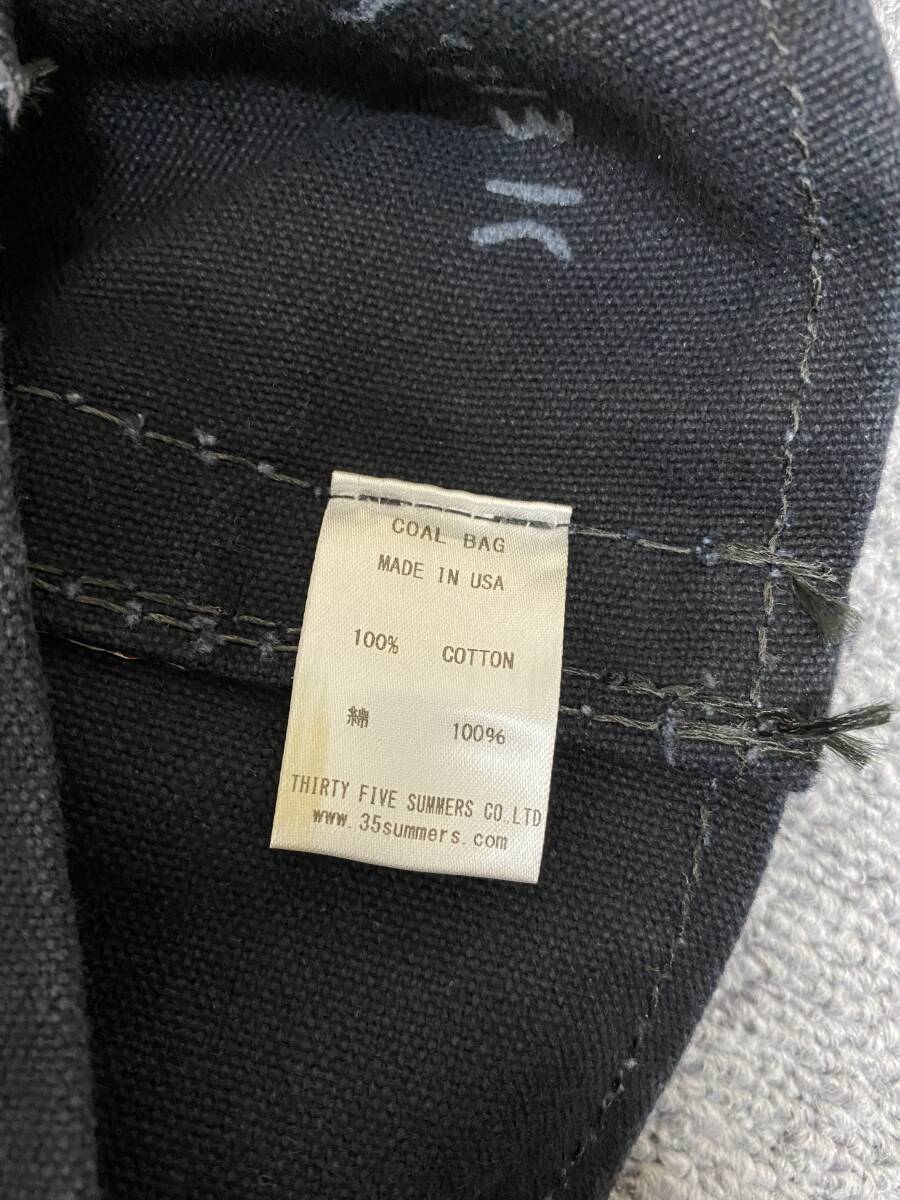 COAL BAG
MADE IN USA
100% COTTON
綿 100%
THIRTY FIVE SUMMERS CO.,LTD
www.35summers.com